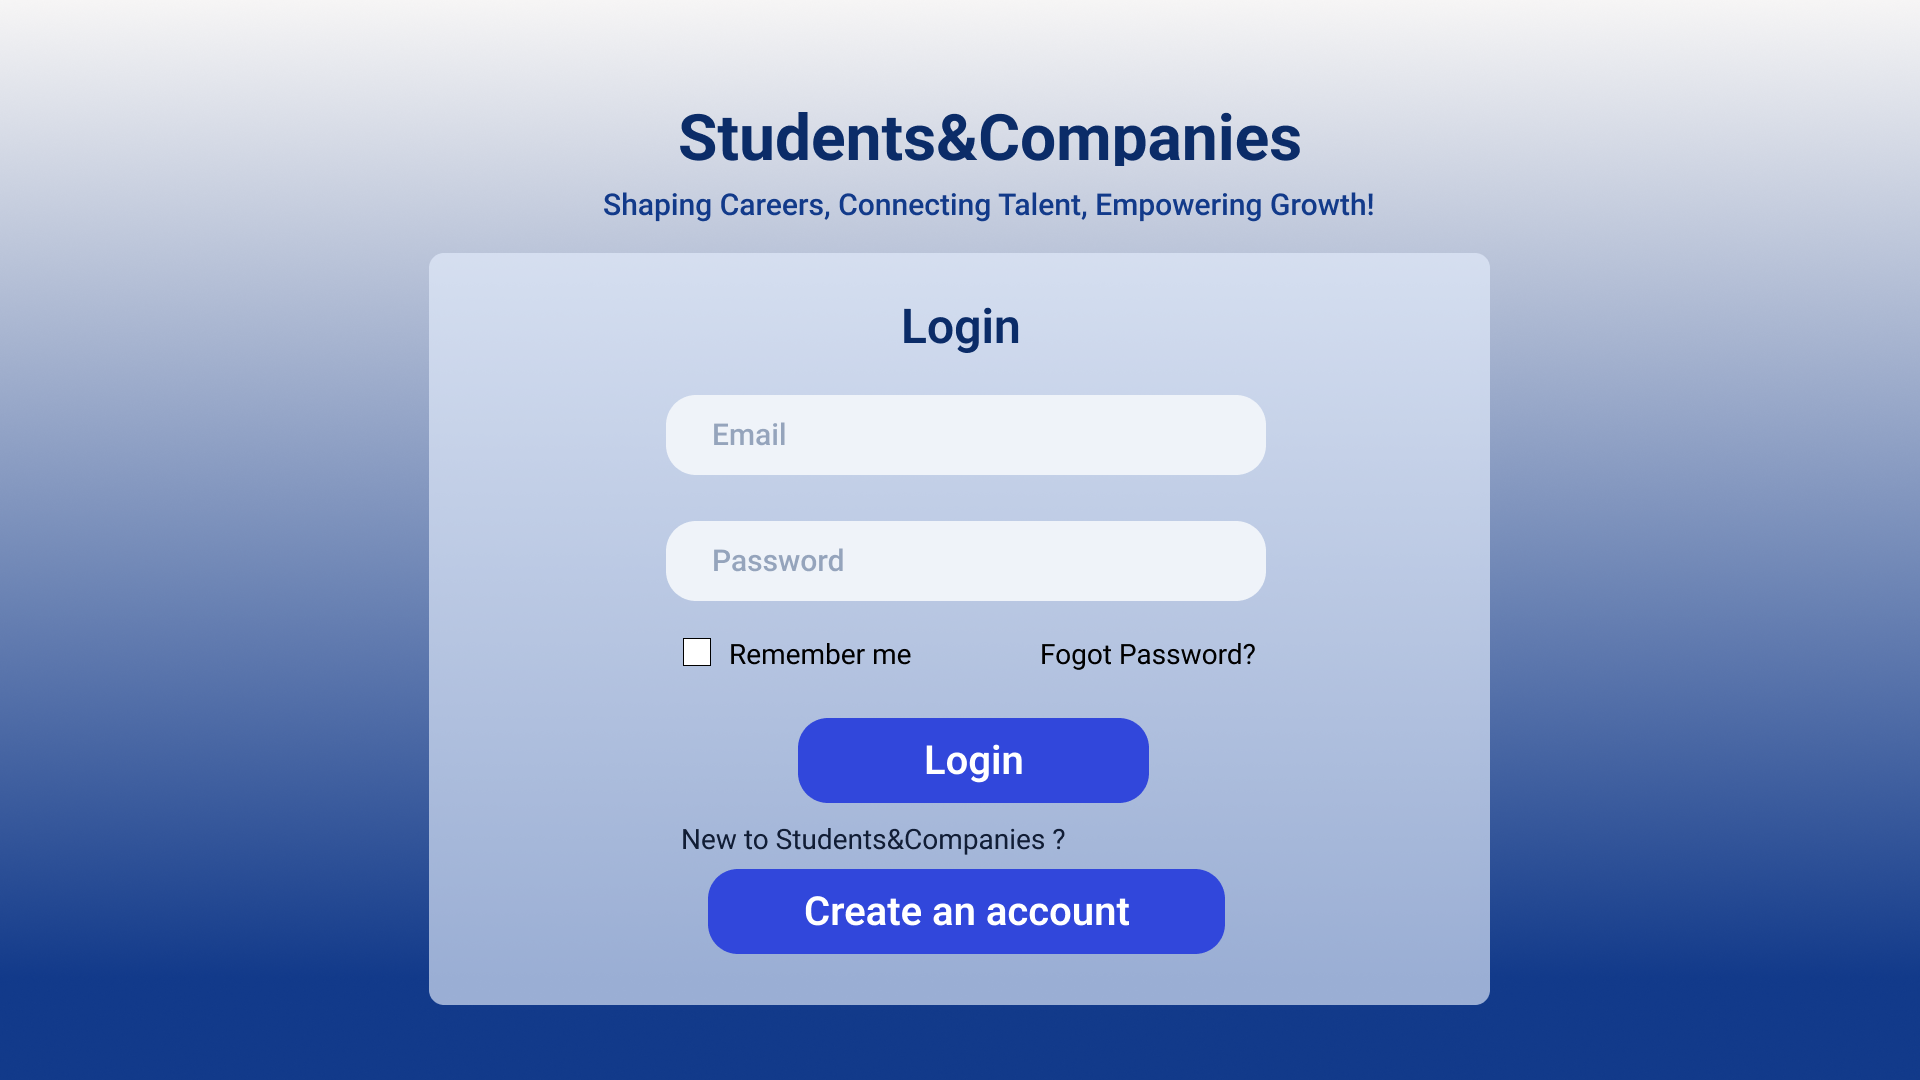 Students&Companies
Shaping Careers, Connecting Talent, Empowering Growth!
Login
Email
Password
Remember me
Fogot Password?
Login
New to Students&Companies ?
Create an account